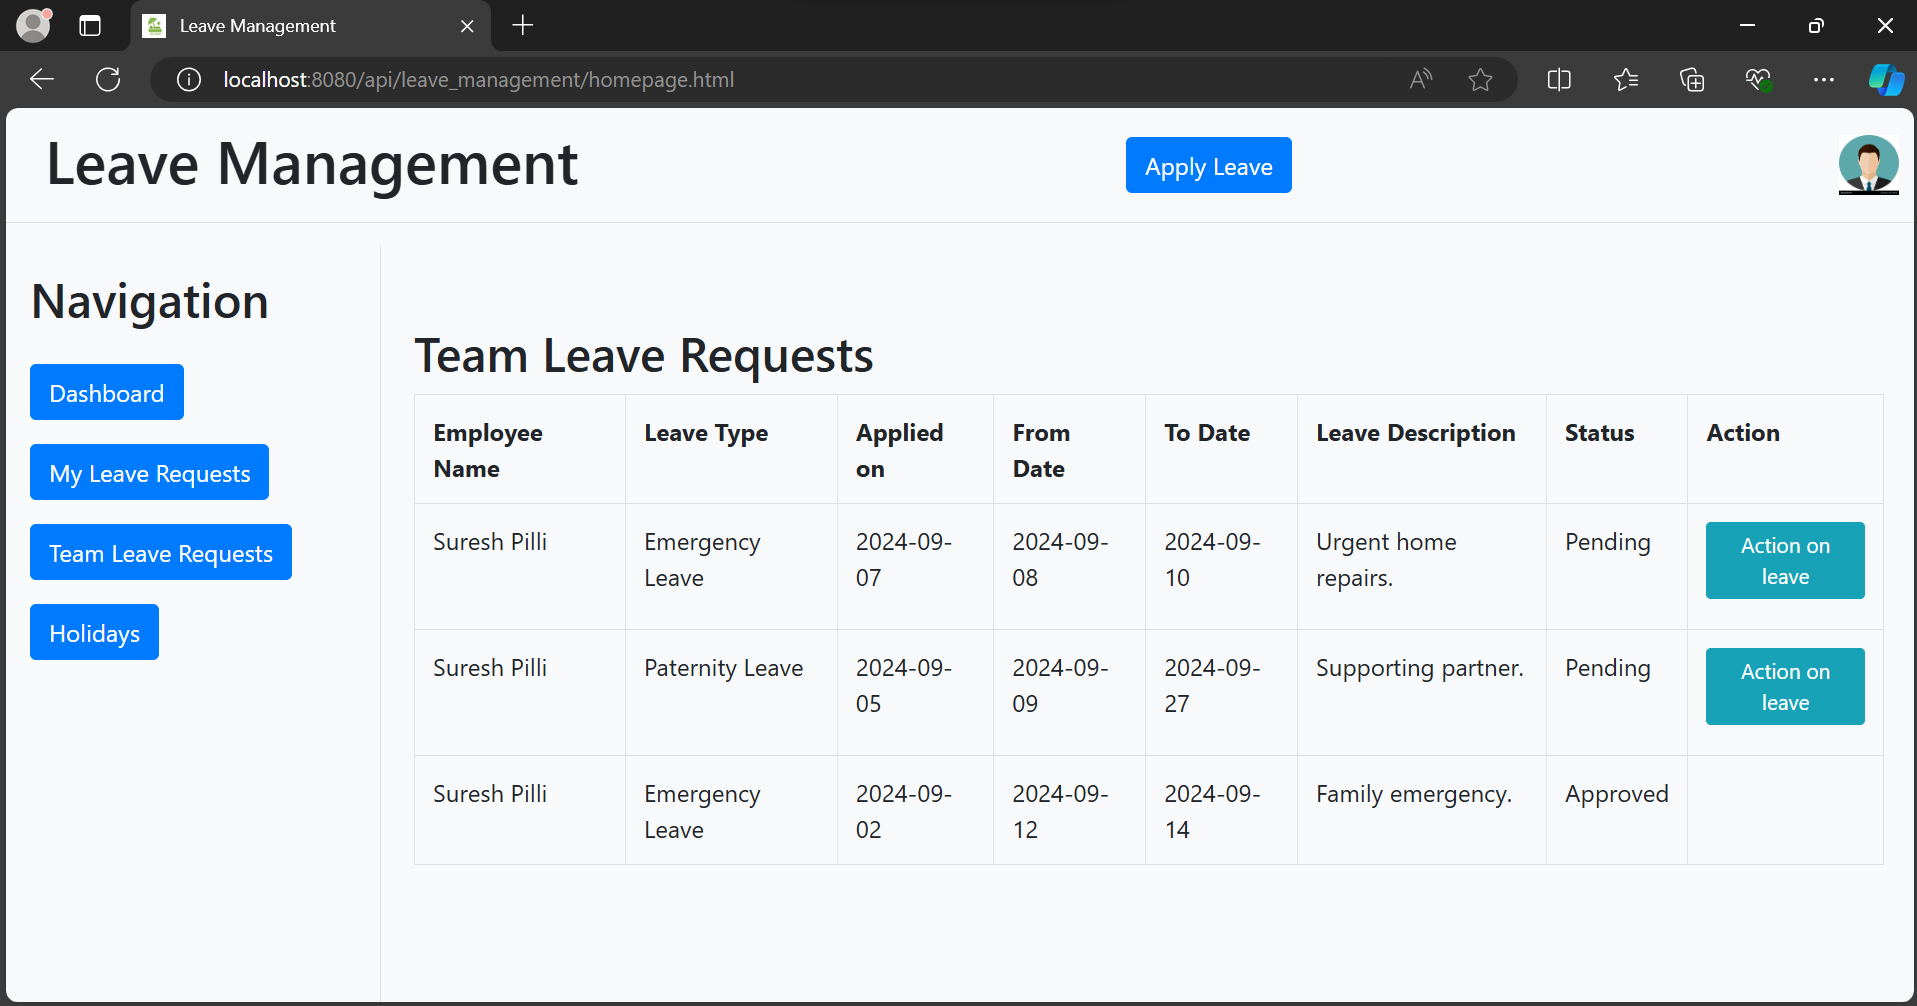 Leave Management
localhost:8080/api/leave_management/homepage.html
Leave Management
Apply Leave
Navigation
Dashboard
My Leave Requests
Team Leave Requests
Holidays
Team Leave Requests
Employee Name Leave Type Applied on From Date To Date Leave Description Status Action
Suresh Pilli Emergency Leave 2024-09-07 2024-09-08 2024-09-10 Urgent home repairs. Pending Action on leave
Suresh Pilli Paternity Leave 2024-09-05 2024-09-09 2024-09-27 Supporting partner. Pending Action on leave
Suresh Pilli Emergency Leave 2024-09-02 2024-09-12 2024-09-14 Family emergency. Approved